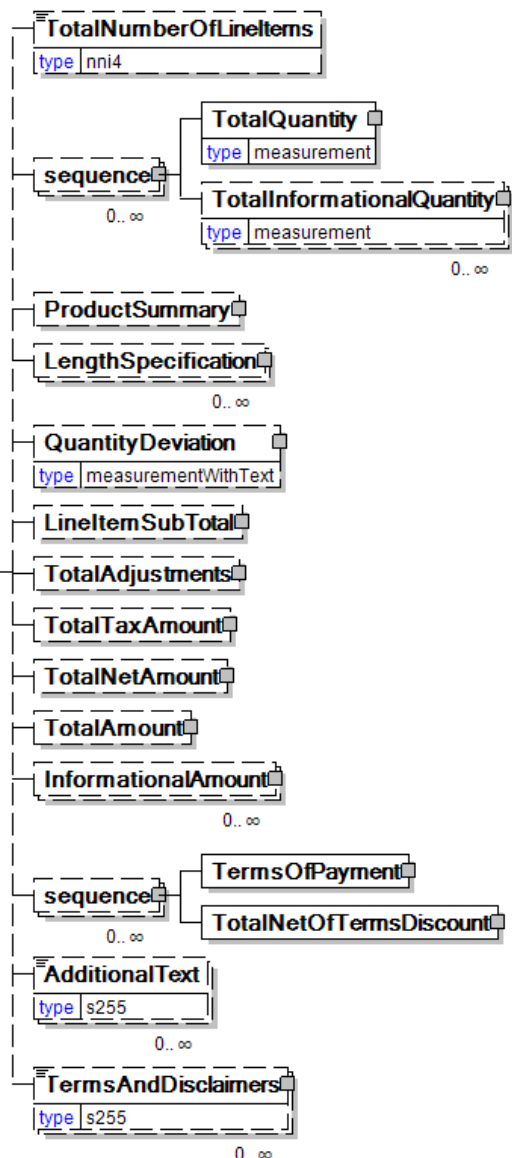 TotalNumberOfLineItems
type nni4
TotalQuantity
type measurement
sequence
0.. ∞
TotalInformationalQuantity
type measurement
0.. ∞
ProductSummary
LengthSpecification
0.. ∞
QuantityDeviation
type measurementWithText
LineItemSubTotal
TotalAdjustments
TotalTaxAmount
TotalNetAmount
TotalAmount
InformationalAmount
0.. ∞
TermsOfPayment
sequence
0.. ∞
TotalNetOfTermsDiscount
AdditionalText
type s255
0.. ∞
TermsAndDisclaimers
type s255
0.. ∞